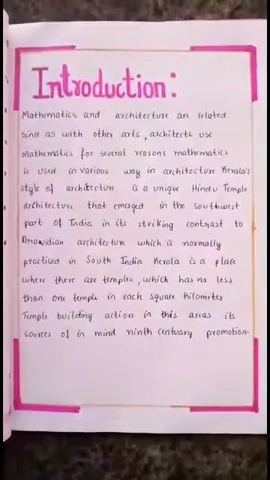 Introduction:
Mathematics and architecture are related
Since as with other arts, architects use
mathematics for several reasons mathematics
is used in various way in architecture Kerala's
style of architecture is a unique Hindu Temple
architecture that emerged in the southwest
part of India in its striking contrast to
Dravidian architecture which is normally
practiced in South India Kerola is a place
where there are temples, which has no less
than one temple in each square Kilomiter
Temple building action in this areas its
sources of in mind ninth centuary promotion